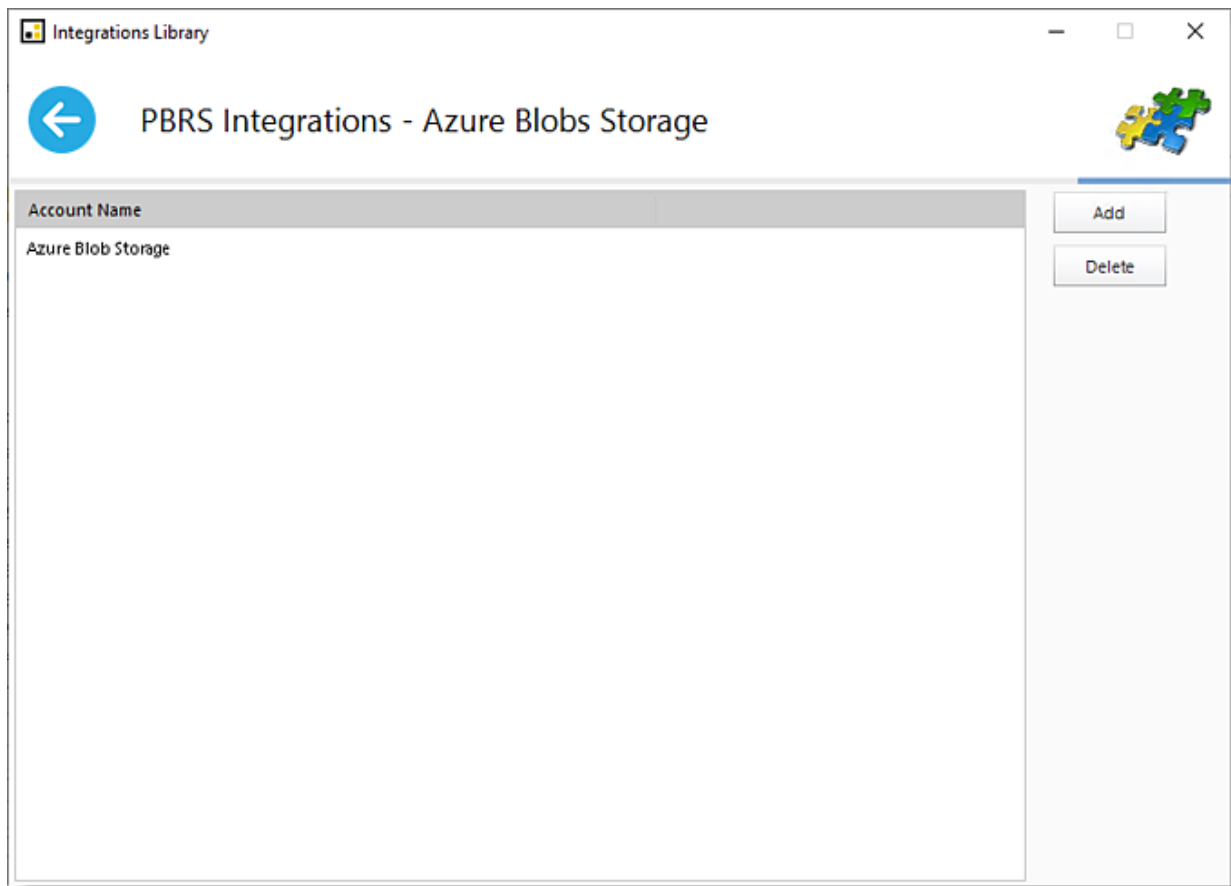 Integrations Library
PBRS Integrations - Azure Blobs Storage
Account Name
Azure Blob Storage
Add
Delete